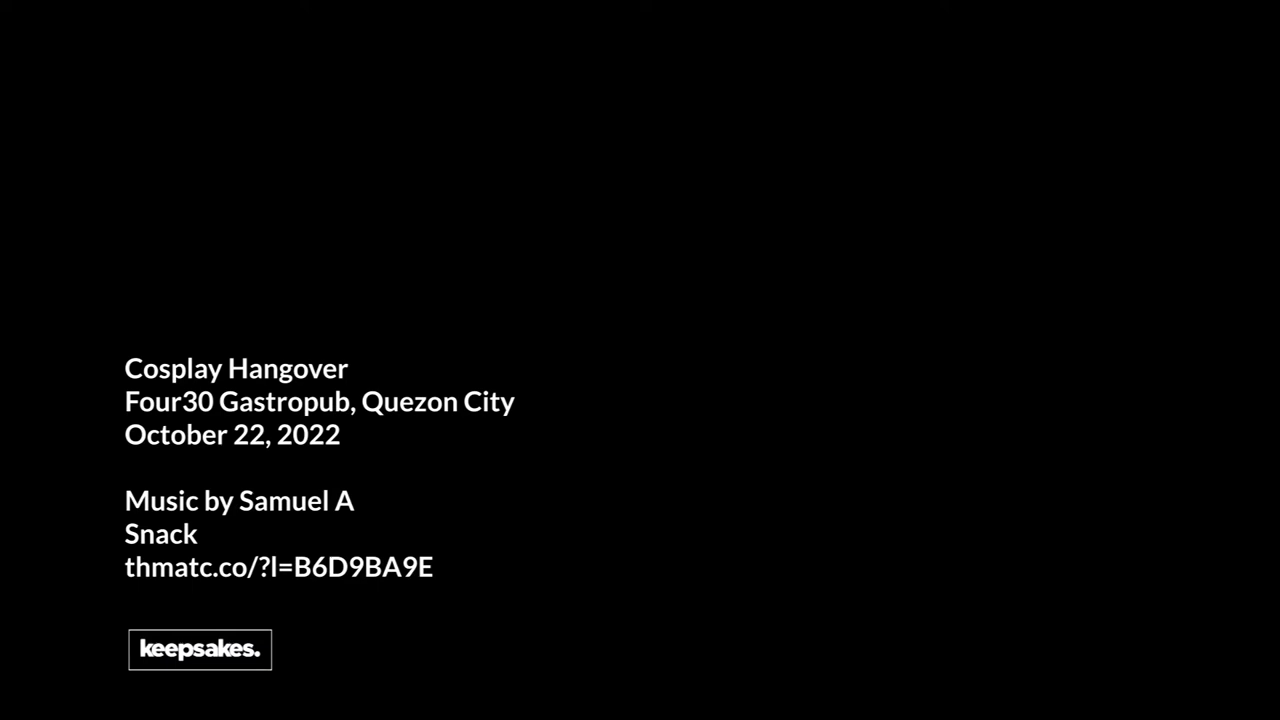 Cosplay Hangover
Four30 Gastropub, Quezon City
October 22, 2022
Music by Samuel A
Snack
thmatc.co/?l=B6D9BA9E
keepsakes.